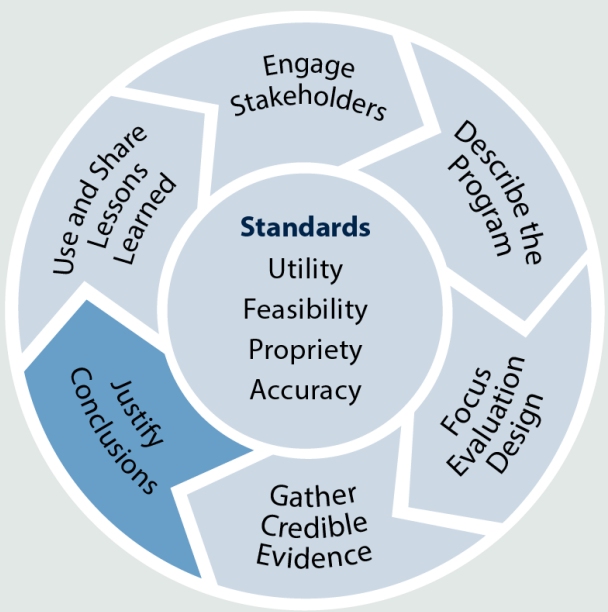 Engage
Stakeholders
Describe the
Program
Focus
Evaluation
Design
Gather
Credible
Evidence
Justify
Conclusions
Use and Share
Lessons
Learned
Standards
Utility
Feasibility
Propriety
Accuracy